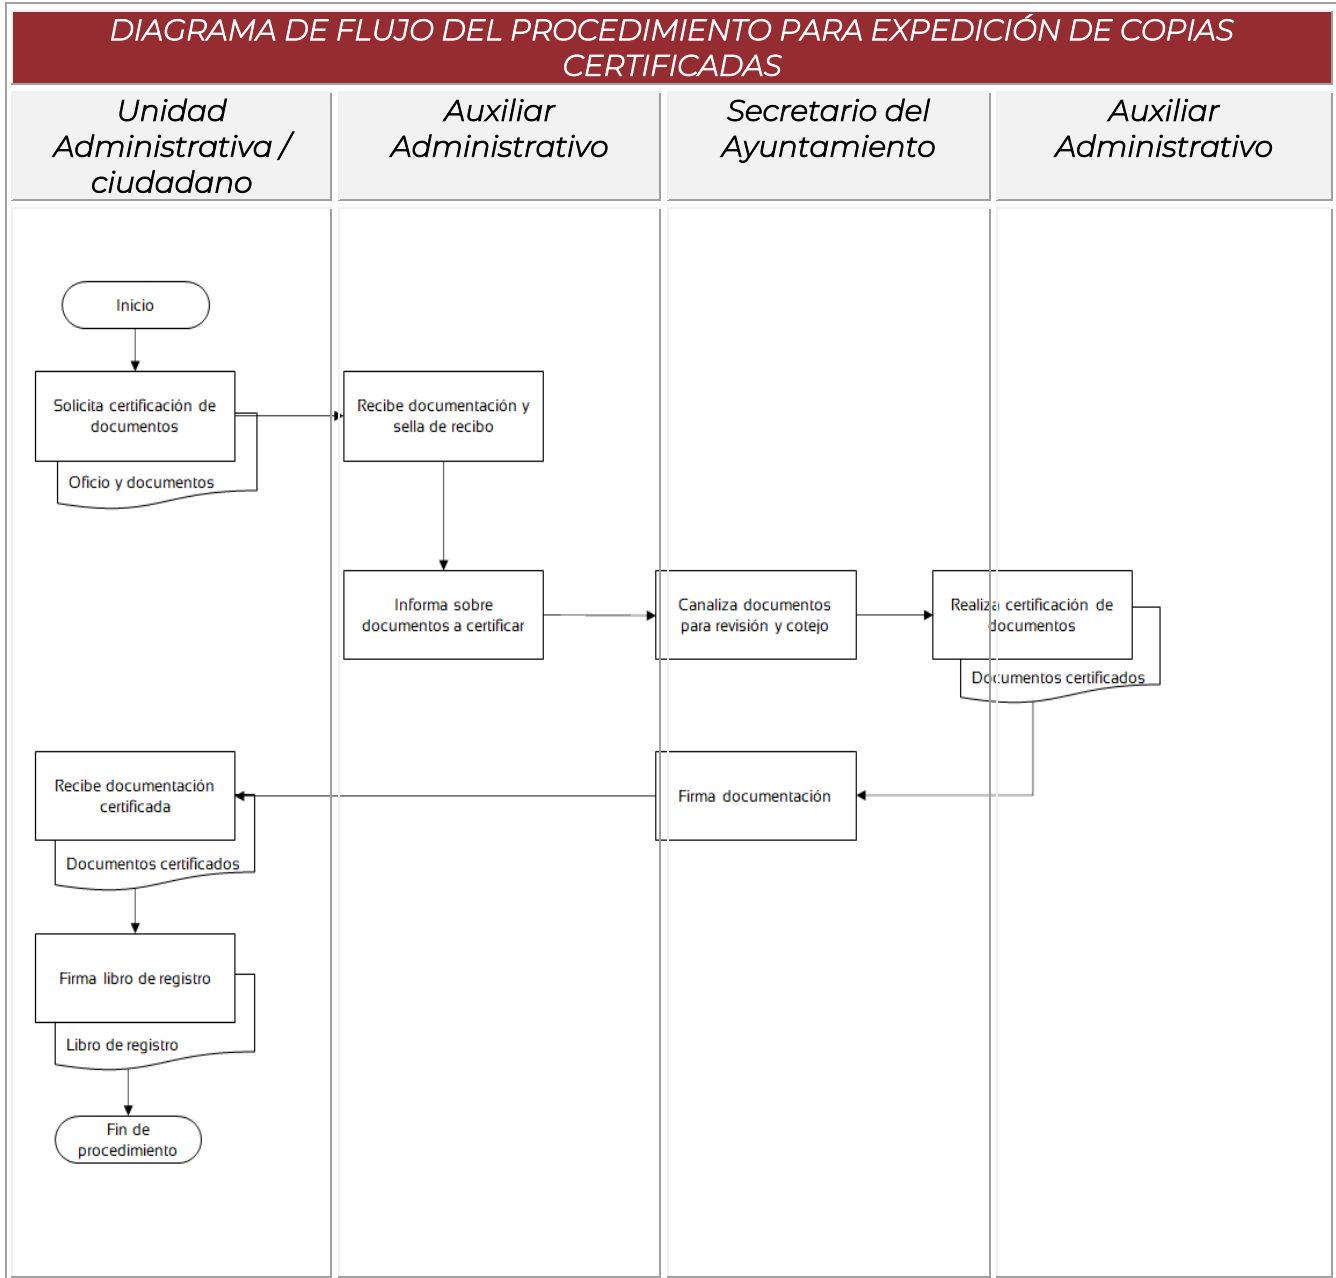 DIAGRAMA DE FLUJO DEL PROCEDIMIENTO PARA EXPEDICIÓN DE COPIAS
CERTIFICADAS
Unidad
Administrativa /
ciudadano
Auxiliar
Administrativo
Secretario del
Ayuntamiento
Auxiliar
Administrativo
Inicio
Solicita certificación de
documentos
Oficio y documentos
Recibe documentación y
sella de recibo
Informa sobre
documentos a certificar
Canaliza documentos
para revisión y cotejo
Realiza certificación de
documentos
Documentos certificados
Firma documentación
Recibe documentación
certificada
Documentos certificados
Firma libro de registro
Libro de registro
Fin de
procedimiento